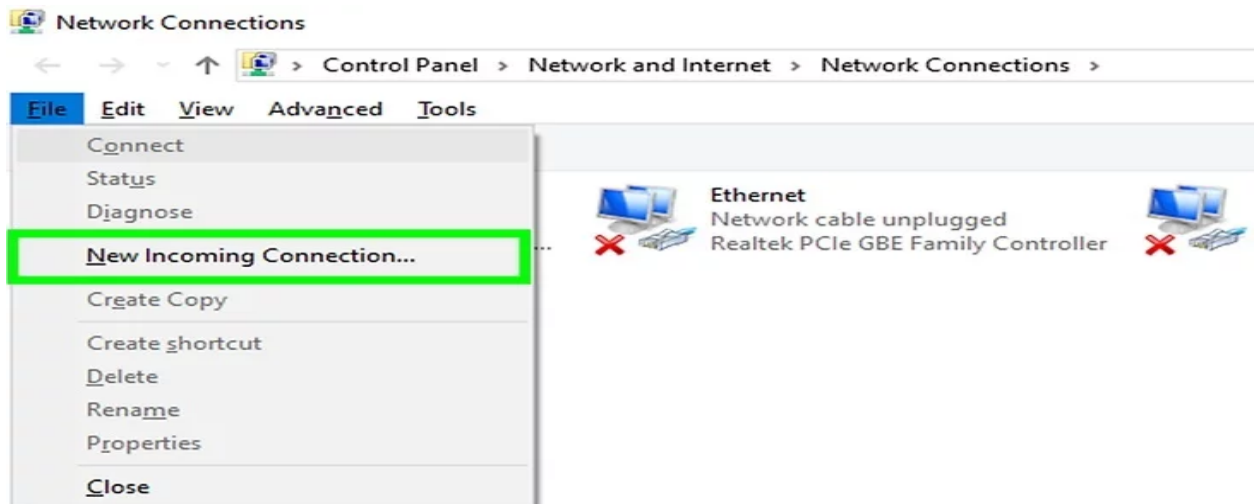 Network Connections
Control Panel > Network and Internet > Network Connections >
File Edit View Advanced Tools
Connect
Status
Diagnose
New Incoming Connection...
Create Copy
Create shortcut
Delete
Rename
Properties
Close
...
Ethernet
Network cable unplugged
Realtek PCIe GBE Family Controller